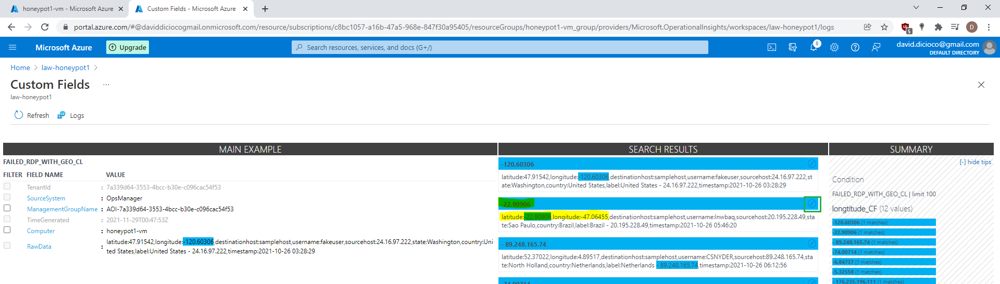 honeypot1-vm - Microsoft Azure
Custom Fields - Microsoft Azure
portal.azure.com/#@daviddiciocogmail.onmicrosoft.com/resource/subscriptions/c8bc1057-a16b-47a5-968e-847f30a95405/resourceGroups/honeypot1-vm_group/providers/Microsoft.OperationalInsights/workspaces/law-honeypot1/logs
5
D
Microsoft Azure
Upgrade
Search resources, services, and docs (G+/)
8
david.dicioco@gmail.com
DEFAULT DIRECTORY
Home > law-honeypot1 >
Custom Fields ...
law-honeypot1
Refresh
Logs
MAIN EXAMPLE
FAILED_RDP_WITH_GEO_CL
FILTER FIELD NAME VALUE
TenantId : 7a339d64-3553-4bcc-b30e-c096cac54f53
SourceSystem : OpsManager
ManagementGroupName : AOI-7a339d64-3553-4bcc-b30e-c096cac54f53
TimeGenerated : 2021-11-29T00:47:53Z
Computer : honeypot1-vm
RawData : latitude:47.91542,longitude:-120.60306,destinationhost:samplehost,username:fakeuser,sourcehost:24.16.97.222,state:Washington,country:Uni
ted States,label:United States - 24.16.97.222,timestamp:2021-10-26 03:28:29
SEARCH RESULTS
-120.60306
latitude:47.91542,longitude:-120.60306,destinationhost:samplehost,username:fakeuser,sourcehost:24.16.97.222,st
ate:Washington,country:United States,label:United States - 24.16.97.222,timestamp:2021-10-26 03:28:29
-22.90906
latitude:-22.90906,longitude:-47.06455,destinationhost:samplehost,username:lnwbaq,sourcehost:20.195.228.49,sta
te:Sao Paulo,country:Brazil,label:Brazil - 20.195.228.49,timestamp:2021-10-26 05:46:20
- 89.248.165.74
latitude:52.37022,longitude:4.89517,destinationhost:samplehost,username:CSNYDER,sourcehost:89.248.165.74,sta
te:North Holland,country:Netherlands,label:Netherlands - 89.248.165.74,timestamp:2021-10-26 06:12:56
-74.00714
SUMMARY
[-] hide tips
Condition
FAILED_RDP_WITH_GEO_CL | limit 100
longtitude_CF (12 values)
-120.60306 (1 matches)
-22.90906 (1 matches)
- 89.248.165.74 (1 matches)
-74.00714 (1 matches)
-6.84737 (1 matches)
-5.32558 (1 matches)
- 176.235.196.111 (1 matches)